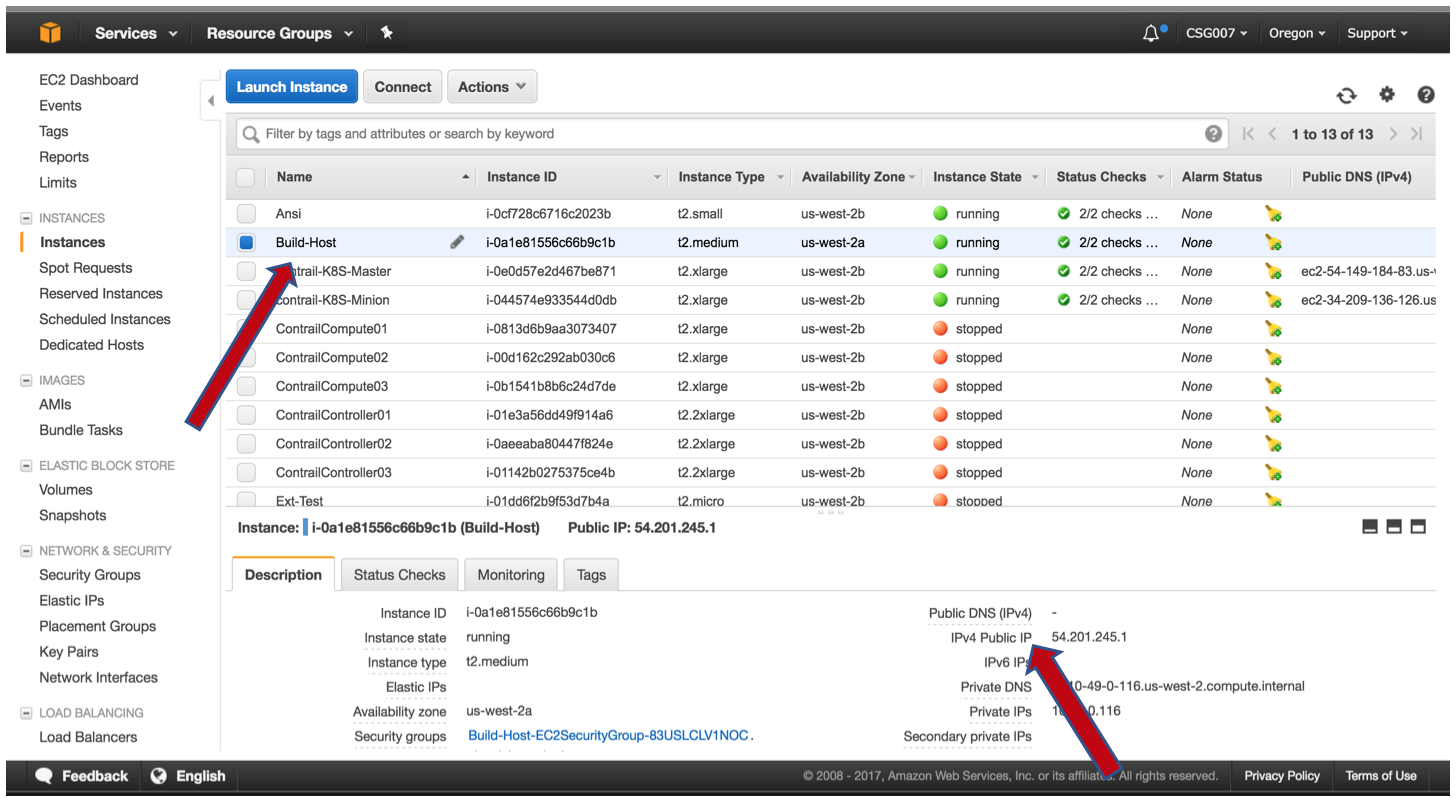 Services Resource Groups CSG007 Oregon Support
EC2 Dashboard
Events
Tags
Reports
Limits
INSTANCES
Instances
Spot Requests
Reserved Instances
Scheduled Instances
Dedicated Hosts
IMAGES
AMIs
Bundle Tasks
ELASTIC BLOCK STORE
Volumes
Snapshots
NETWORK & SECURITY
Security Groups
Elastic IPs
Placement Groups
Key Pairs
Network Interfaces
LOAD BALANCING
Load Balancers
Launch Instance Connect Actions
Filter by tags and attributes or search by keyword 1 to 13 of 13
Name Instance ID Instance Type Availability Zone Instance State Status Checks Alarm Status Public DNS (IPv4)
Ansi i-0cf728c6716c2023b t2.small us-west-2b running 2/2 checks ... None
Build-Host i-0a1e81556c66b9c1b t2.medium us-west-2a running 2/2 checks ... None
ntrail-K8S-Master i-0e0d57e2d467be871 t2.xlarge us-west-2b running 2/2 checks ... None ec2-54-149-184-83.us-
contrail-K8S-Minion i-044574e933544d0db t2.xlarge us-west-2b running 2/2 checks ... None ec2-34-209-136-126.us
ContrailCompute01 i-0813d6b9aa3073407 t2.xlarge us-west-2b stopped None
ContrailCompute02 i-00d162c292ab030c6 t2.xlarge us-west-2b stopped None
ContrailCompute03 i-0b1541b8b6c24d7de t2.xlarge us-west-2b stopped None
ContrailController01 i-01e3a56dd49f914a6 t2.2xlarge us-west-2b stopped None
ContrailController02 i-0aeeaba80447f824e t2.2xlarge us-west-2b stopped None
ContrailController03 i-01142b0275375ce4b t2.2xlarge us-west-2b stopped None
Ext-Test i-01dd6f2b9f53d7b4a t2.micro us-west-2b stopped None
Instance: i-0a1e81556c66b9c1b (Build-Host) Public IP: 54.201.245.1
Description Status Checks Monitoring Tags
Instance ID i-0a1e81556c66b9c1b Public DNS (IPv4) -
Instance state running IPv4 Public IP 54.201.245.1
Instance type t2.medium IPv6 IPs
Elastic IPs Private DNS 10-49-0-116.us-west-2.compute.internal
Availability zone us-west-2a Private IPs 0.116
Security groups Build-Host-EC2SecurityGroup-83USLCLV1NOC. Secondary private IPs
Feedback English © 2008 - 2017, Amazon Web Services, Inc. or its affiliates. All rights reserved. Privacy Policy Terms of Use